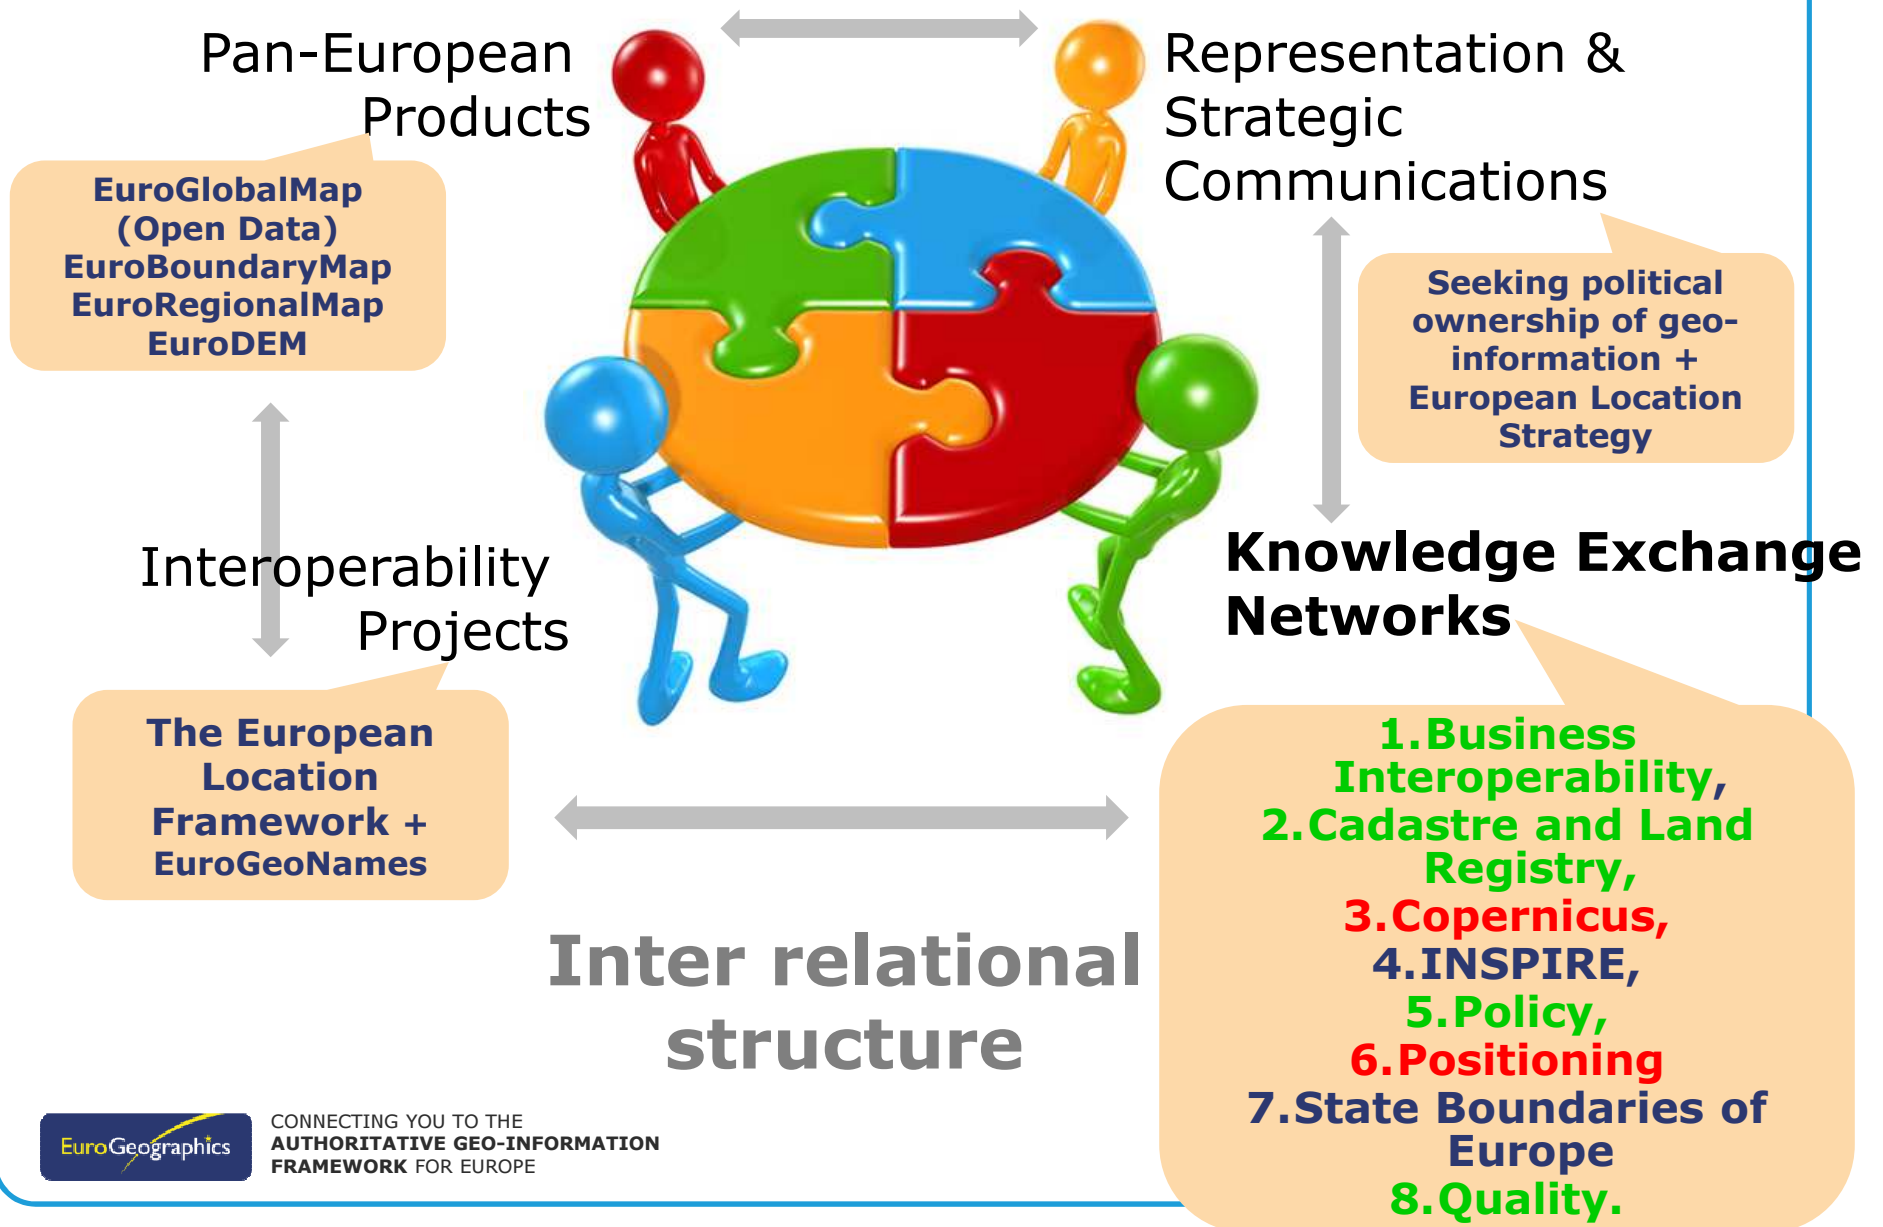 Pan-European
Products
EuroGlobalMap
(Open Data)
EuroBoundaryMap
EuroRegionalMap
EuroDEM
Representation &
Strategic
Communications
Seeking political
ownership of geo-
information +
European Location
Strategy
Interoperability
Projects
The European
Location
Framework +
EuroGeoNames
Knowledge Exchange
Networks
1.Business
Interoperability,
2.Cadastre and Land
Registry,
3.Copernicus,
4.INSPIRE,
5.Policy,
6.Positioning
7.State Boundaries of
Europe
8.Quality.
Inter relational
structure
EuroGeographics
CONNECTING YOU TO THE
AUTHORITATIVE GEO-INFORMATION
FRAMEWORK FOR EUROPE